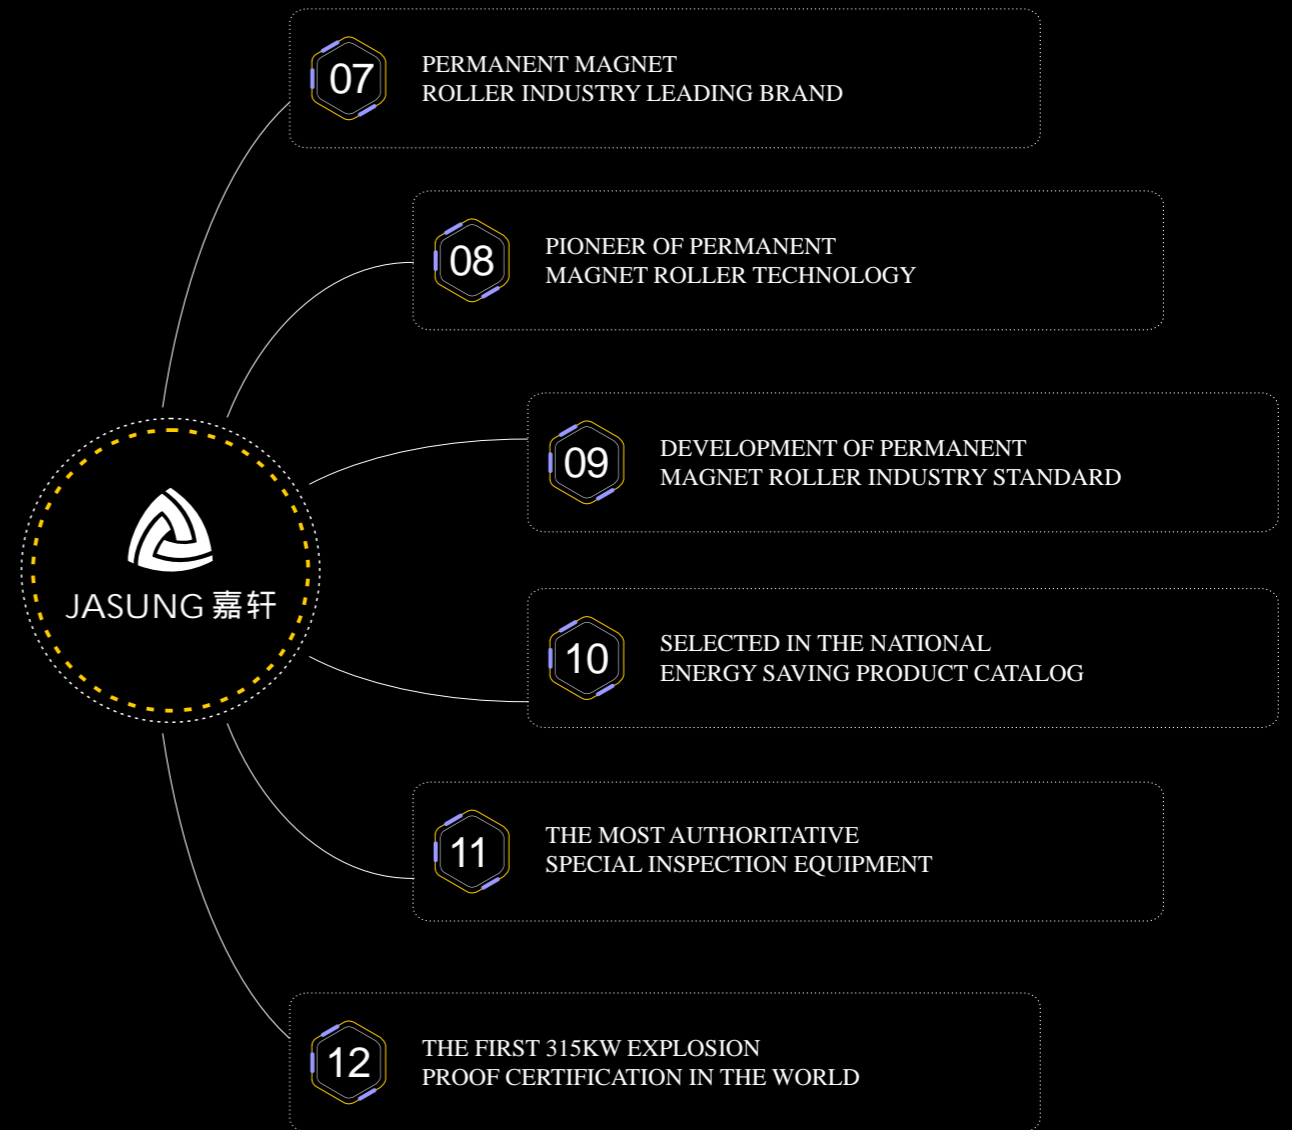 07
PERMANENT MAGNET
ROLLER INDUSTRY LEADING BRAND
08
PIONEER OF PERMANENT
MAGNET ROLLER TECHNOLOGY
09
DEVELOPMENT OF PERMANENT
MAGNET ROLLER INDUSTRY STANDARD
JASUNG 嘉轩
10
SELECTED IN THE NATIONAL
ENERGY SAVING PRODUCT CATALOG
11
THE MOST AUTHORITATIVE
SPECIAL INSPECTION EQUIPMENT
12
THE FIRST 315KW EXPLOSION
PROOF CERTIFICATION IN THE WORLD